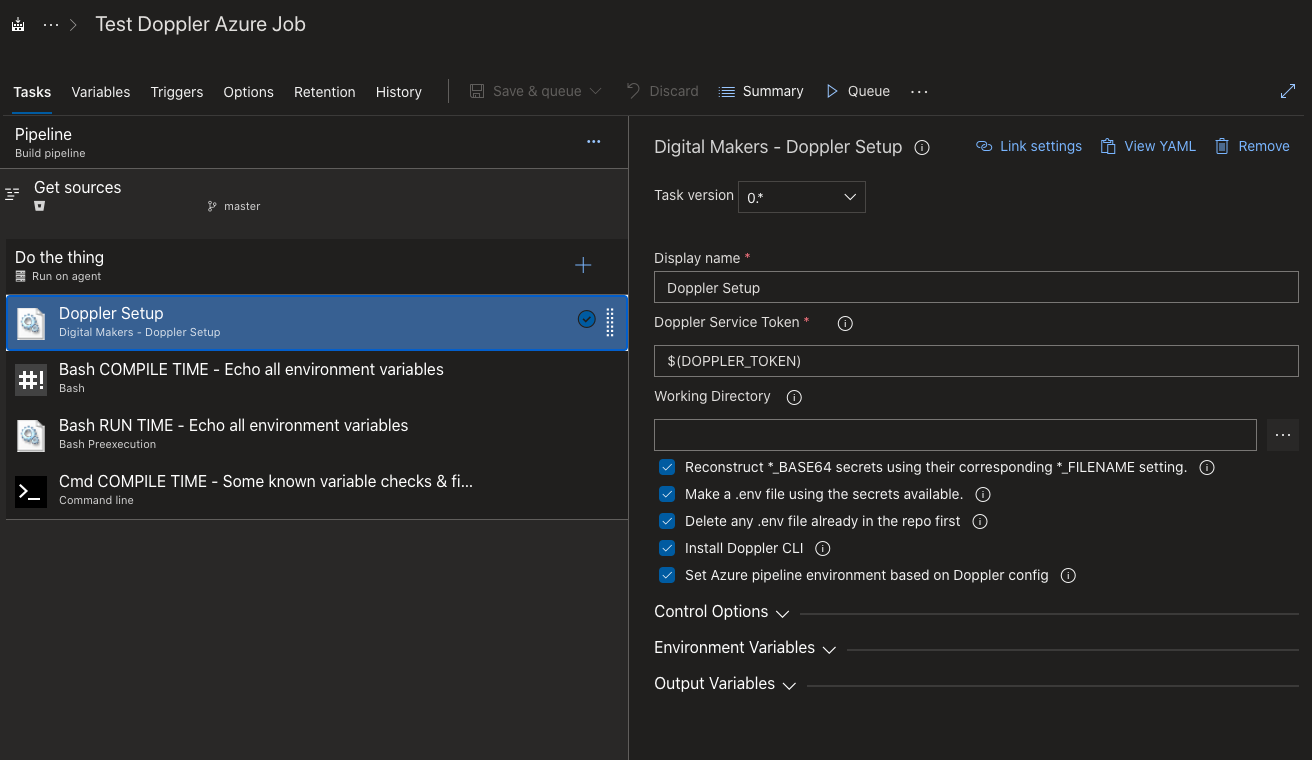 Test Doppler Azure Job
Tasks Variables Triggers Options Retention History Save & queue Discard Summary Queue
Pipeline
Build pipeline
Get sources
master
Do the thing
Run on agent
Doppler Setup
Digital Makers - Doppler Setup
#!
Bash COMPILE TIME - Echo all environment variables
Bash
Bash RUN TIME - Echo all environment variables
Bash Preexecution
>_
Cmd COMPILE TIME - Some known variable checks & fi...
Command line
Digital Makers - Doppler Setup Link settings View YAML Remove
Task version 0.*
Display name *
Doppler Setup
Doppler Service Token *
$(DOPPLER_TOKEN)
Working Directory
Reconstruct *_BASE64 secrets using their corresponding *_FILENAME setting.
Make a .env file using the secrets available.
Delete any .env file already in the repo first
Install Doppler CLI
Set Azure pipeline environment based on Doppler config
Control Options
Environment Variables
Output Variables